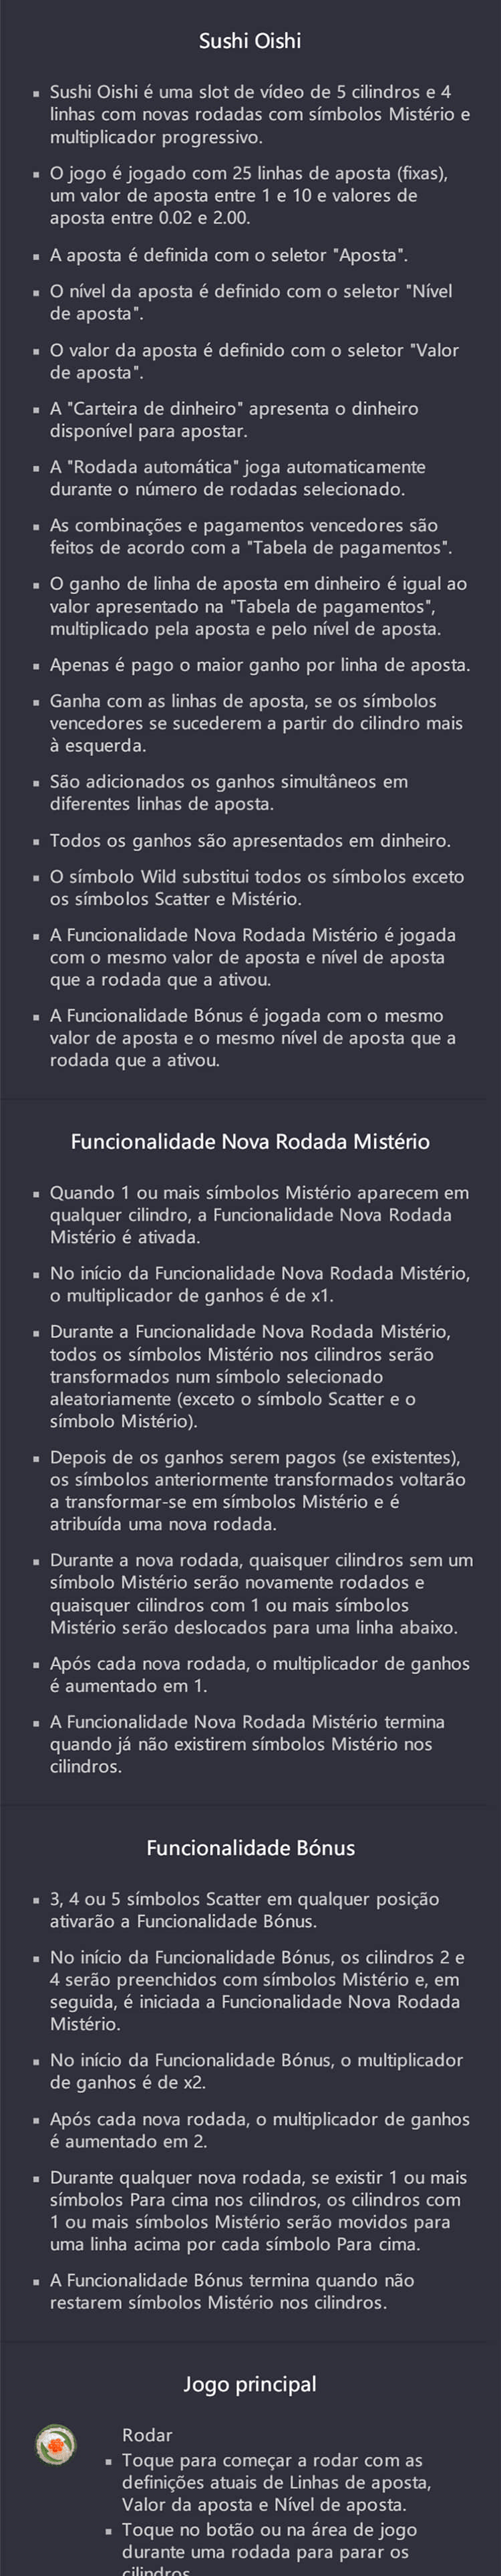 Sushi Oishi
Sushi Oishi é uma slot de vídeo de 5 cilindros e 4
linhas com novas rodadas com símbolos Mistério e
multiplicador progressivo.
O jogo é jogado com 25 linhas de aposta (fixas),
um valor de aposta entre 1 e 10 e valores de
aposta entre 0.02 e 2.00.
A aposta é definida com o seletor "Aposta".
O nível da aposta é definido com o seletor "Nível
de aposta".
O valor da aposta é definido com o seletor "Valor
de aposta".
A "Carteira de dinheiro" apresenta o dinheiro
disponível para apostar.
A "Rodada automática" joga automaticamente
durante o número de rodadas selecionado.
As combinações e pagamentos vencedores são
feitos de acordo com a "Tabela de pagamentos".
O ganho de linha de aposta em dinheiro é igual ao
valor apresentado na "Tabela de pagamentos",
multiplicado pela aposta e pelo nível de aposta.
Apenas é pago o maior ganho por linha de aposta.
Ganha com as linhas de aposta, se os símbolos
vencedores se sucederem a partir do cilindro mais
à esquerda.
São adicionados os ganhos simultâneos em
diferentes linhas de aposta.
Todos os ganhos são apresentados em dinheiro.
O símbolo Wild substitui todos os símbolos exceto
os símbolos Scatter e Mistério.
A Funcionalidade Nova Rodada Mistério é jogada
com o mesmo valor de aposta e nível de aposta
que a rodada que a ativou.
A Funcionalidade Bónus é jogada com o mesmo
valor de aposta e o mesmo nível de aposta que a
rodada que a ativou.
Funcionalidade Nova Rodada Mistério
Quando 1 ou mais símbolos Mistério aparecem em
qualquer cilindro, a Funcionalidade Nova Rodada
Mistério é ativada.
No início da Funcionalidade Nova Rodada Mistério,
o multiplicador de ganhos é de x1.
Durante a Funcionalidade Nova Rodada Mistério,
todos os símbolos Mistério nos cilindros serão
transformados num símbolo selecionado
aleatoriamente (exceto o símbolo Scatter e o
símbolo Mistério).
Depois de os ganhos serem pagos (se existentes),
os símbolos anteriormente transformados voltarão
a transformar-se em símbolos Mistério e é
atribuída uma nova rodada.
Durante a nova rodada, quaisquer cilindros sem um
símbolo Mistério serão novamente rodados e
quaisquer cilindros com 1 ou mais símbolos
Mistério serão deslocados para uma linha abaixo.
Após cada nova rodada, o multiplicador de ganhos
é aumentado em 1.
A Funcionalidade Nova Rodada Mistério termina
quando já não existirem símbolos Mistério nos
cilindros.
Funcionalidade Bónus
3, 4 ou 5 símbolos Scatter em qualquer posição
ativarão a Funcionalidade Bónus.
No início da Funcionalidade Bónus, os cilindros 2 e
4 serão preenchidos com símbolos Mistério e, em
seguida, é iniciada a Funcionalidade Nova Rodada
Mistério.
No início da Funcionalidade Bónus, o multiplicador
de ganhos é de x2.
Após cada nova rodada, o multiplicador de ganhos
é aumentado em 2.
Durante qualquer nova rodada, se existir 1 ou mais
símbolos Para cima nos cilindros, os cilindros com
1 ou mais símbolos Mistério serão movidos para
uma linha acima por cada símbolo Para cima.
A Funcionalidade Bónus termina quando não
restarem símbolos Mistério nos cilindros.
Jogo principal
Rodar
Toque para começar a rodar com as
definições atuais de Linhas de aposta,
Valor da aposta e Nível de aposta.
Toque no botão ou na área de jogo
durante uma rodada para parar os
cilindros